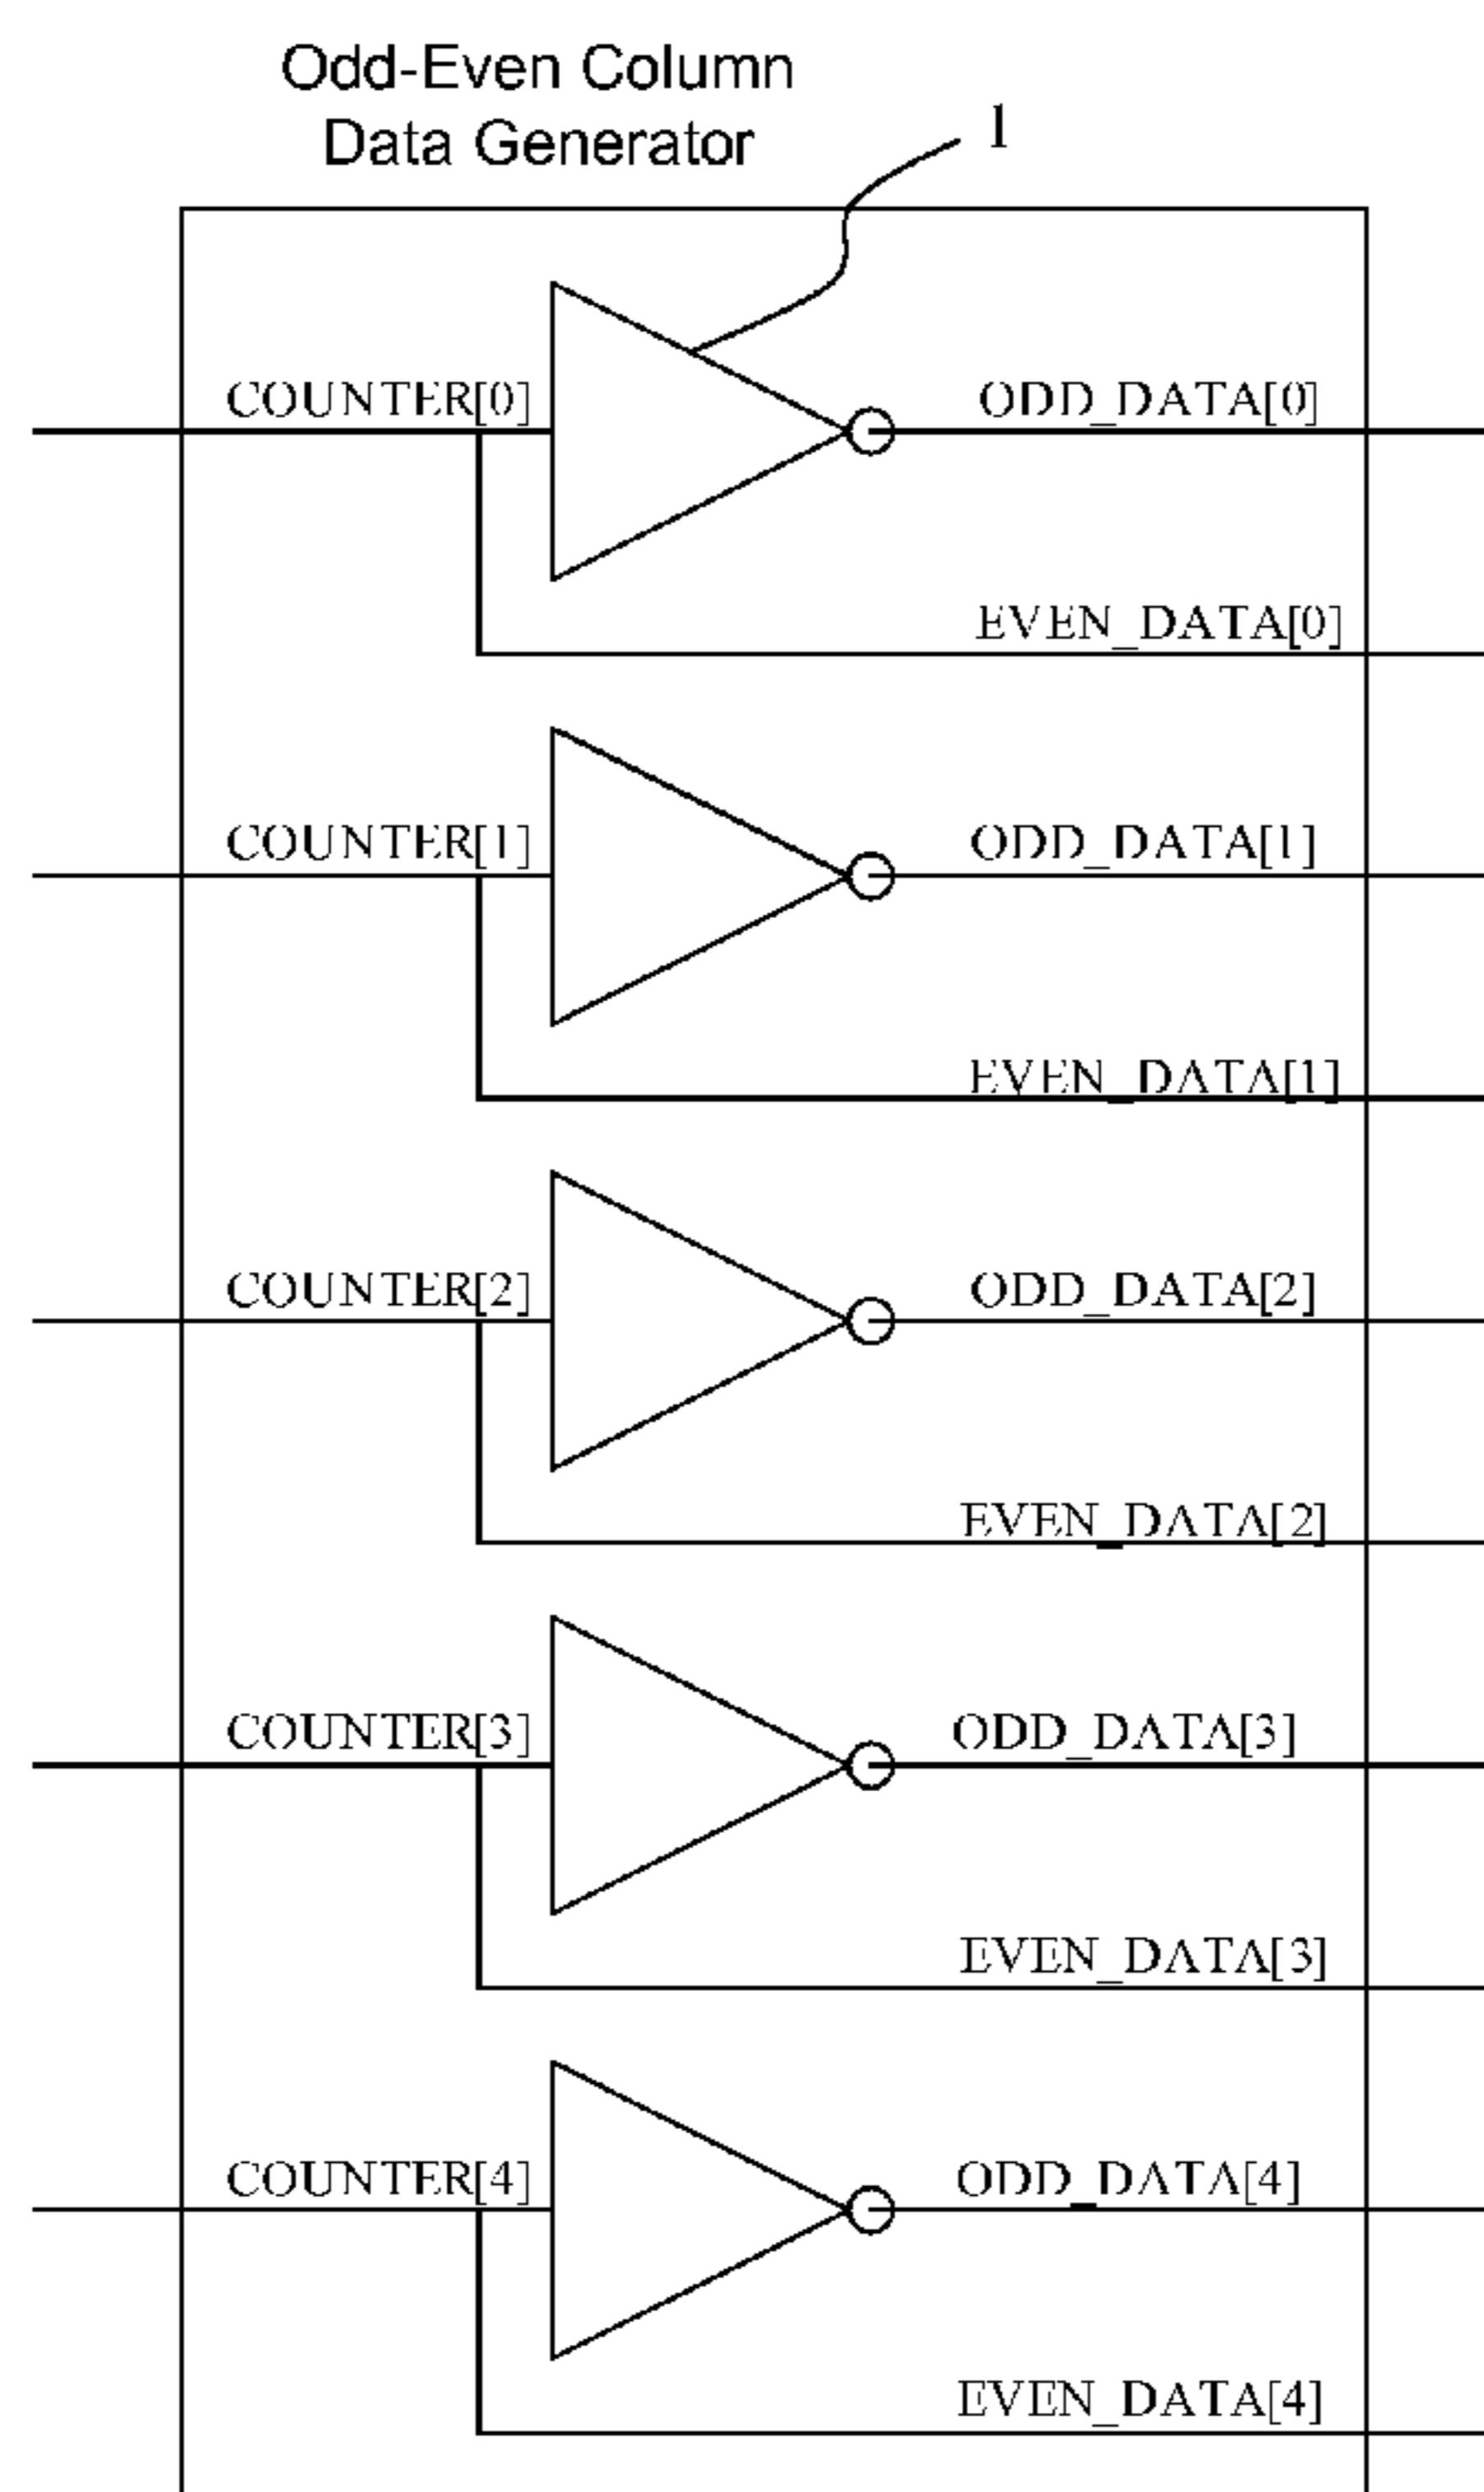 Odd-Even Column
Data Generator
1
COUNTER[0]
ODD_DATA[0]
EVEN_DATA[0]
COUNTER[1]
ODD_DATA[1]
EVEN_DATA[1]
COUNTER[2]
ODD_DATA[2]
EVEN_DATA[2]
COUNTER[3]
ODD_DATA[3]
EVEN_DATA[3]
COUNTER[4]
ODD_DATA[4]
EVEN_DATA[4]